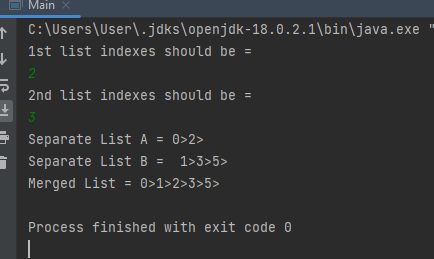 Main
C:\Users\User\.jdks\openjdk-18.0.2.1\bin\java.exe "
1st list indexes should be =
2
2nd list indexes should be =
3
Separate List A = 0>2>
Separate List B =  1>3>5>
Merged List = 0>1>2>3>5>
Process finished with exit code 0